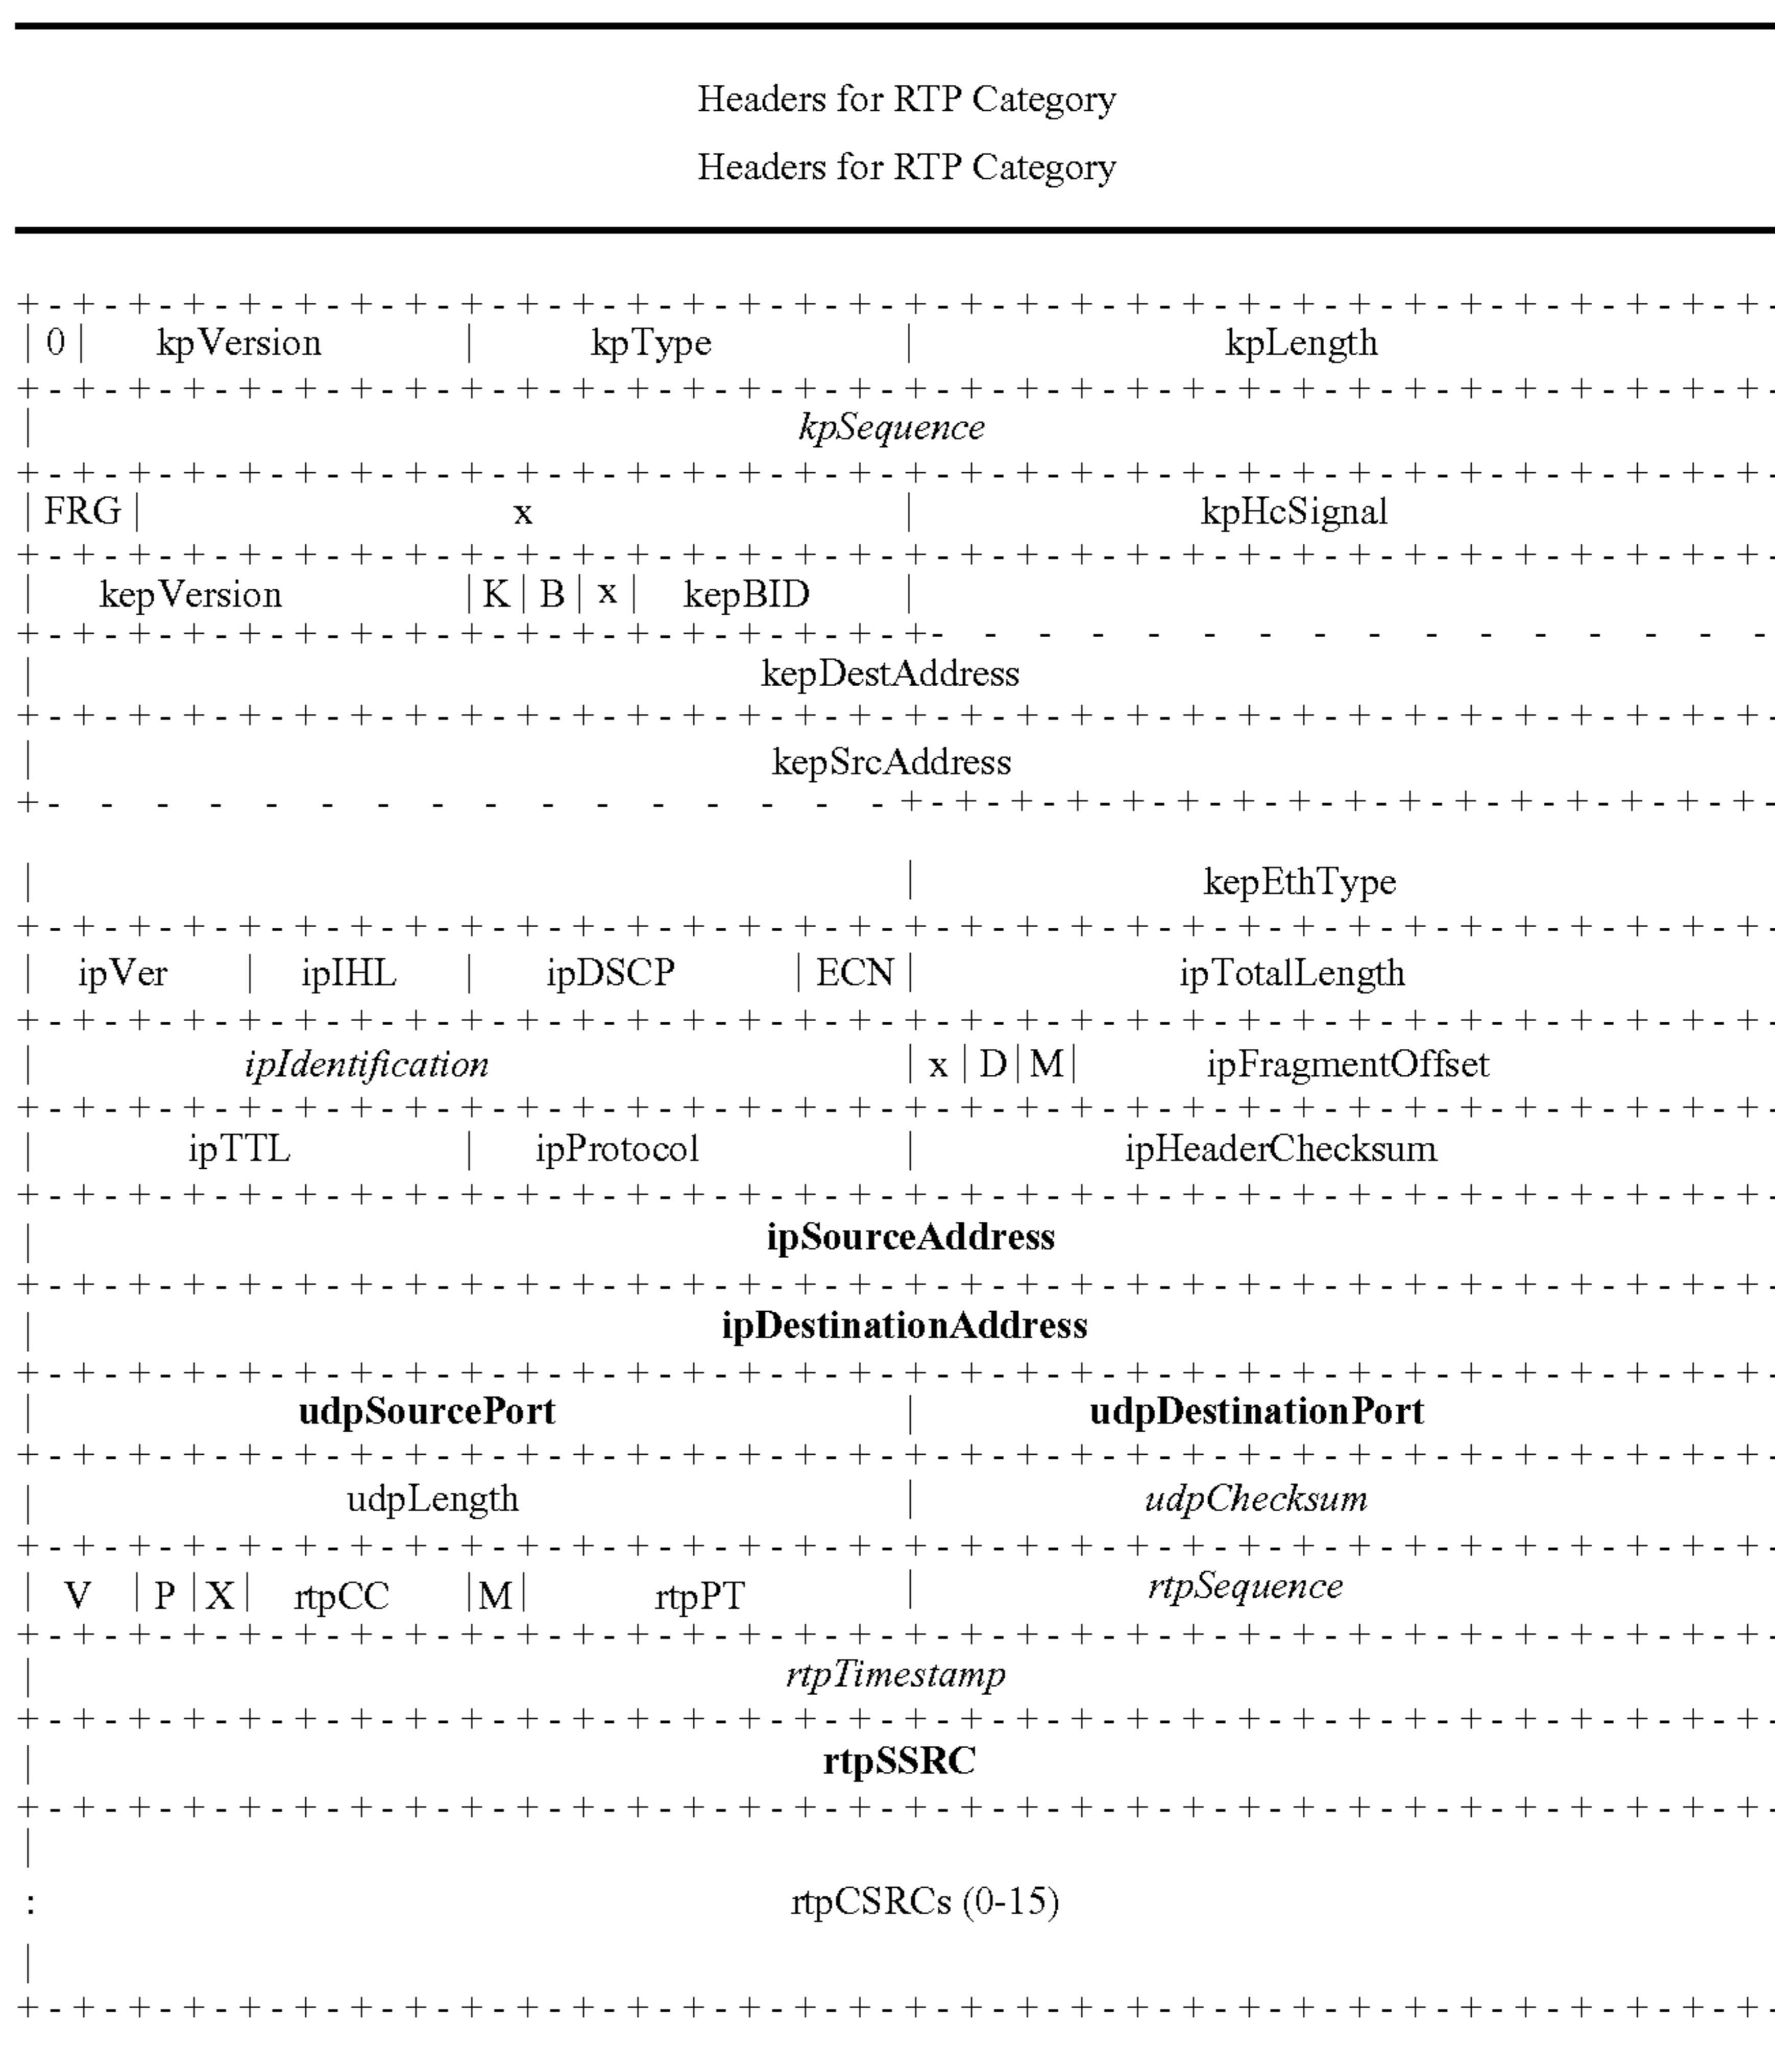 Headers for RTP Category
Headers for RTP Category
+-+-+-+-+-+-+-+-+-+-+-+-+-+-+-+-+-+-+-+-+-+-+-+-+-+-+-+-+-+-+-+-+-
|0| kpVersion | kpType | kpLength
+-+-+-+-+-+-+-+-+-+-+-+-+-+-+-+-+-+-+-+-+-+-+-+-+-+-+-+-+-+-+-+-+-
| kpSequence
+-+-+-+-+-+-+-+-+-+-+-+-+-+-+-+-+-+-+-+-+-+-+-+-+-+-+-+-+-+-+-+-+-
|FRG| x | kpHcSignal
+-+-+-+-+-+-+-+-+-+-+-+-+-+-+-+-+-+-+-+-+-+-+-+-+-+-+-+-+-+-+-+-+-
| kepVersion |K|B|x| kepBID |
+-+-+-+-+-+-+-+-+-+-+-+-+-+-+-+-+- - - - - - - - - - - - - - - -
| kepDestAddress
+-+-+-+-+-+-+-+-+-+-+-+-+-+-+-+-+-+-+-+-+-+-+-+-+-+-+-+-+-+-+-+-+-
| kepSrcAddress
+- - - - - - - - - - - - - - - -+-+-+-+-+-+-+-+-+-+-+-+-+-+-+-+-
| | kepEthType
+-+-+-+-+-+-+-+-+-+-+-+-+-+-+-+-+-+-+-+-+-+-+-+-+-+-+-+-+-+-+-+-+-
| ipVer | ipIHL | ipDSCP |ECN| ipTotalLength
+-+-+-+-+-+-+-+-+-+-+-+-+-+-+-+-+-+-+-+-+-+-+-+-+-+-+-+-+-+-+-+-+-
| ipIdentification |x|D|M| ipFragmentOffset
+-+-+-+-+-+-+-+-+-+-+-+-+-+-+-+-+-+-+-+-+-+-+-+-+-+-+-+-+-+-+-+-+-
| ipTTL | ipProtocol | ipHeaderChecksum
+-+-+-+-+-+-+-+-+-+-+-+-+-+-+-+-+-+-+-+-+-+-+-+-+-+-+-+-+-+-+-+-+-
| ipSourceAddress
+-+-+-+-+-+-+-+-+-+-+-+-+-+-+-+-+-+-+-+-+-+-+-+-+-+-+-+-+-+-+-+-+-
| ipDestinationAddress
+-+-+-+-+-+-+-+-+-+-+-+-+-+-+-+-+-+-+-+-+-+-+-+-+-+-+-+-+-+-+-+-+-
| udpSourcePort | udpDestinationPort
+-+-+-+-+-+-+-+-+-+-+-+-+-+-+-+-+-+-+-+-+-+-+-+-+-+-+-+-+-+-+-+-+-
| udpLength | udpChecksum
+-+-+-+-+-+-+-+-+-+-+-+-+-+-+-+-+-+-+-+-+-+-+-+-+-+-+-+-+-+-+-+-+-
| V |P|X| rtpCC |M| rtpPT | rtpSequence
+-+-+-+-+-+-+-+-+-+-+-+-+-+-+-+-+-+-+-+-+-+-+-+-+-+-+-+-+-+-+-+-+-
| rtpTimestamp
+-+-+-+-+-+-+-+-+-+-+-+-+-+-+-+-+-+-+-+-+-+-+-+-+-+-+-+-+-+-+-+-+-
| rtpSSRC
+-+-+-+-+-+-+-+-+-+-+-+-+-+-+-+-+-+-+-+-+-+-+-+-+-+-+-+-+-+-+-+-+-
|
: rtpCSRCs (0-15)
|
+-+-+-+-+-+-+-+-+-+-+-+-+-+-+-+-+-+-+-+-+-+-+-+-+-+-+-+-+-+-+-+-+-